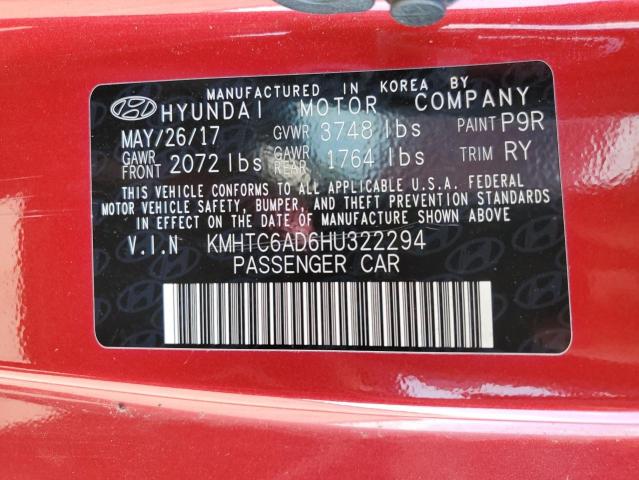 MANUFACTURED IN KOREA BY
HYUNDAI MOTOR COMPANY
MAY/26/17 GVWR 3748 lbs PAINT P9R
GAWR FRONT 2072 lbs GAWR REAR 1764 lbs TRIM RY
THIS VEHICLE CONFORMS TO APPLICABLE U.S.A. FEDERAL
MOTOR VEHICLE SAFETY, BUMPER, AND THEFT PREVENTION STANDARDS
IN EFFECT ON THE DATE OF MANUFACTURE SHOWN ABOVE.
V.I.N KMHTC6AD6HU322294
PASSENGER CAR